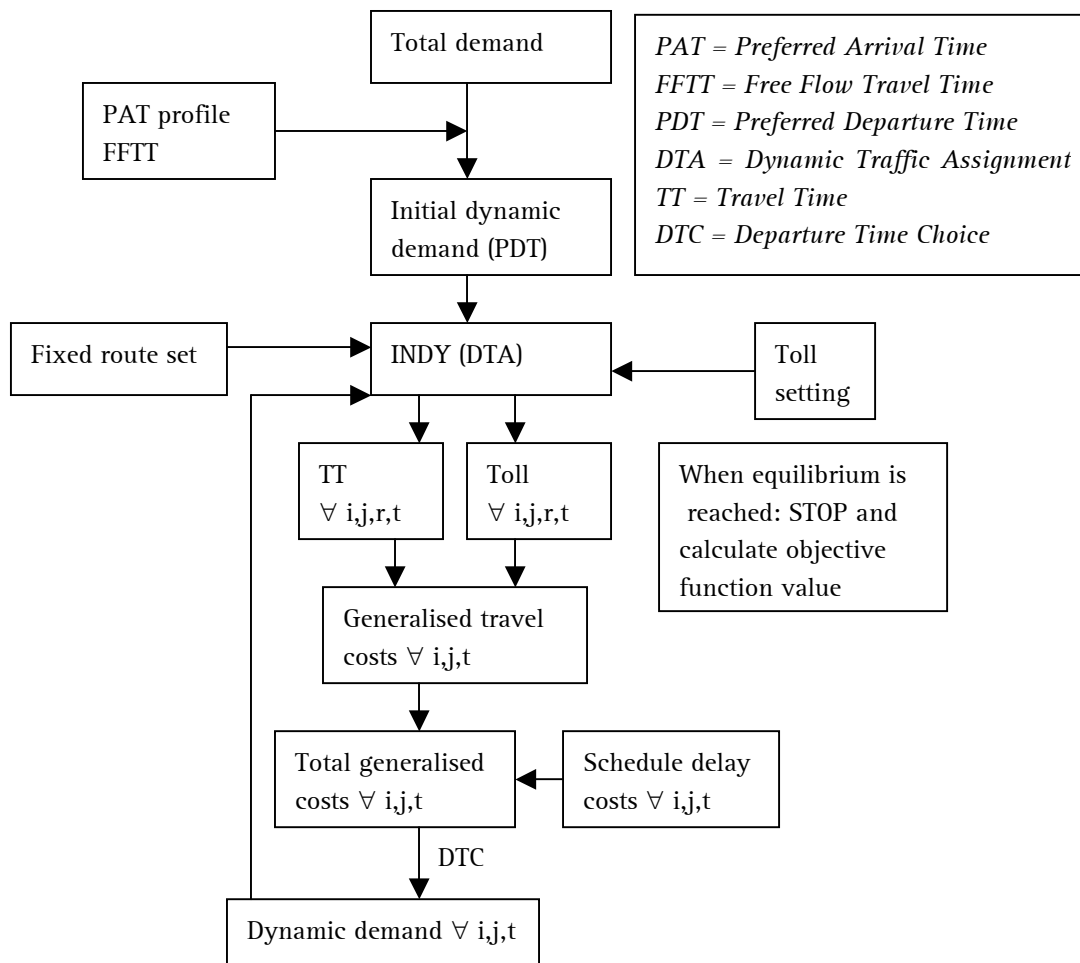 Total demand
PAT = Preferred Arrival Time
FFTT = Free Flow Travel Time
PDT = Preferred Departure Time
DTA = Dynamic Traffic Assignment
TT = Travel Time
DTC = Departure Time Choice
PAT profile
FFTT
Initial dynamic
demand (PDT)
Fixed route set
INDY (DTA)
Toll
setting
TT
∀ i,j,r,t
Toll
∀ i,j,r,t
When equilibrium is
reached: STOP and
calculate objective
function value
Generalised travel
costs ∀ i,j,t
Total generalised
costs ∀ i,j,t
Schedule delay
costs ∀ i,j,t
DTC
Dynamic demand ∀ i,j,t